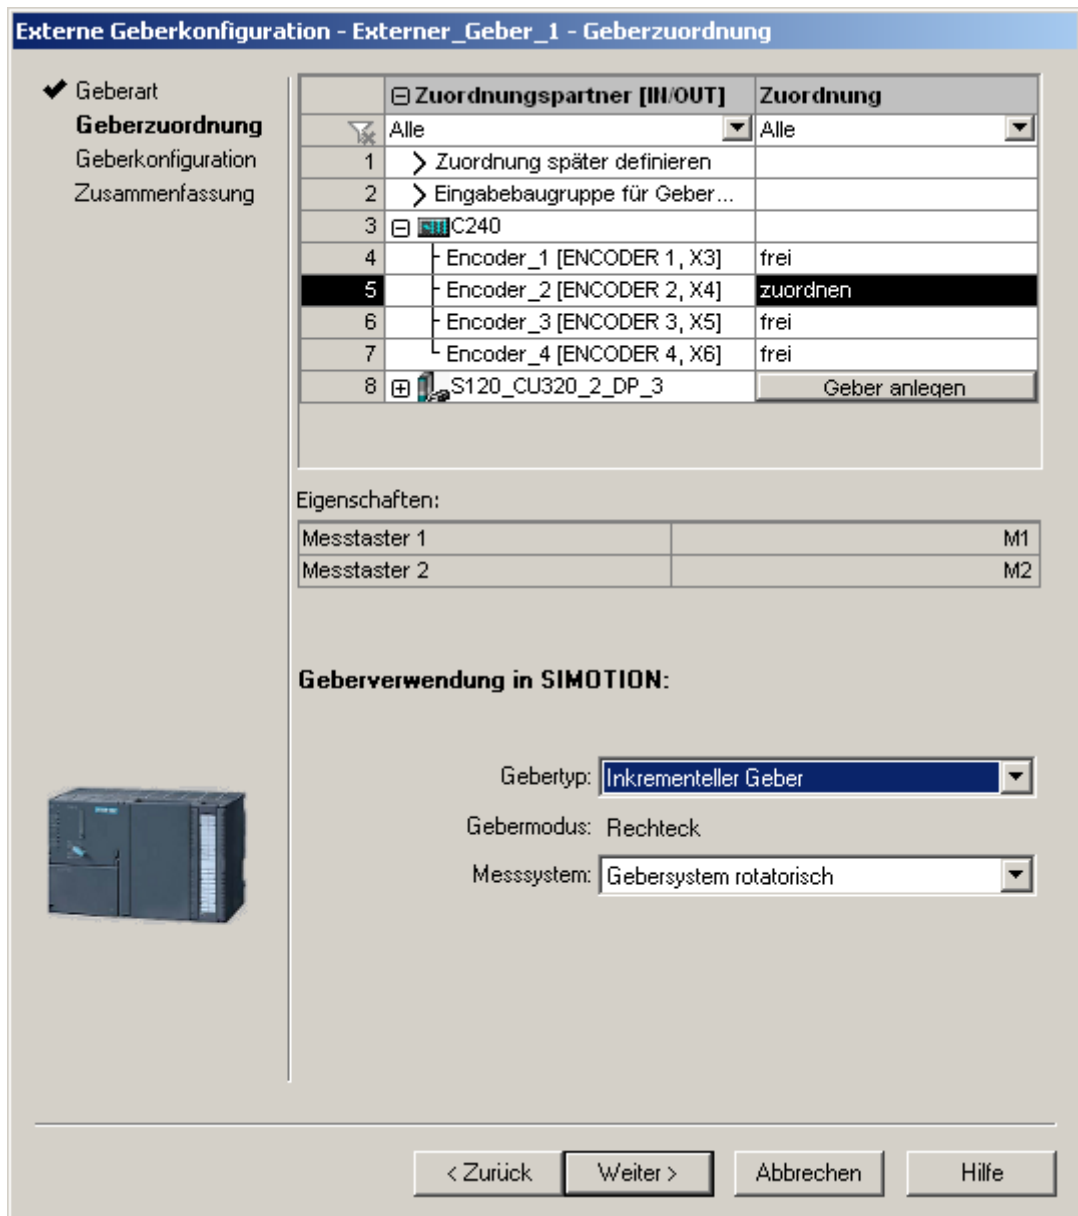 Externe Geberkonfiguration - Externer_Geber_1 - Geberzuordnung
Geberart
Geberzuordnung
Geberkonfiguration
Zusammenfassung
Zuordnungspartner [IN/OUT] Zuordnung
Alle Alle
1 Zuordnung später definieren
2 Eingabebaugruppe für Geber...
3 C240
4 Encoder_1 [ENCODER 1, X3] frei
5 Encoder_2 [ENCODER 2, X4] zuordnen
6 Encoder_3 [ENCODER 3, X5] frei
7 Encoder_4 [ENCODER 4, X6] frei
8 S120_CU320_2_DP_3 Geber anlegen
Eigenschaften:
Messtaster 1 M1
Messtaster 2 M2
Geberverwendung in SIMOTION:
Gebertyp: Inkrementeller Geber
Gebermodus: Rechteck
Messsystem: Gebersystem rotatorisch
< Zurück Weiter > Abbrechen Hilfe